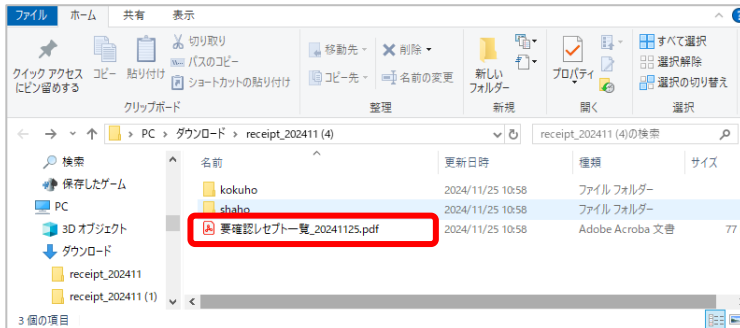 ファイル ホーム 共有 表示
クイック アクセス
にピン留めする
コピー
貼り付け
切り取り
パスのコピー
ショートカットの貼り付け
クリップボード
移動先
コピー先
削除
名前の変更
整理
新しい
フォルダー
新規
プロパティ
開く
すべて選択
選択解除
選択の切り替え
選択
PC › ダウンロード › receipt_202411 (4)
receipt_202411 (4)の検索
検索
保存したゲーム
PC
3D オブジェクト
ダウンロード
receipt_202411
receipt_202411 (1)
名前 更新日時 種類 サイズ
kokuho 2024/11/25 10:58 ファイル フォルダー
shaho 2024/11/25 10:58 ファイル フォルダー
要確認レセプト一覧_20241125.pdf 2024/11/25 10:58 Adobe Acroba 文書 77
3 個の項目